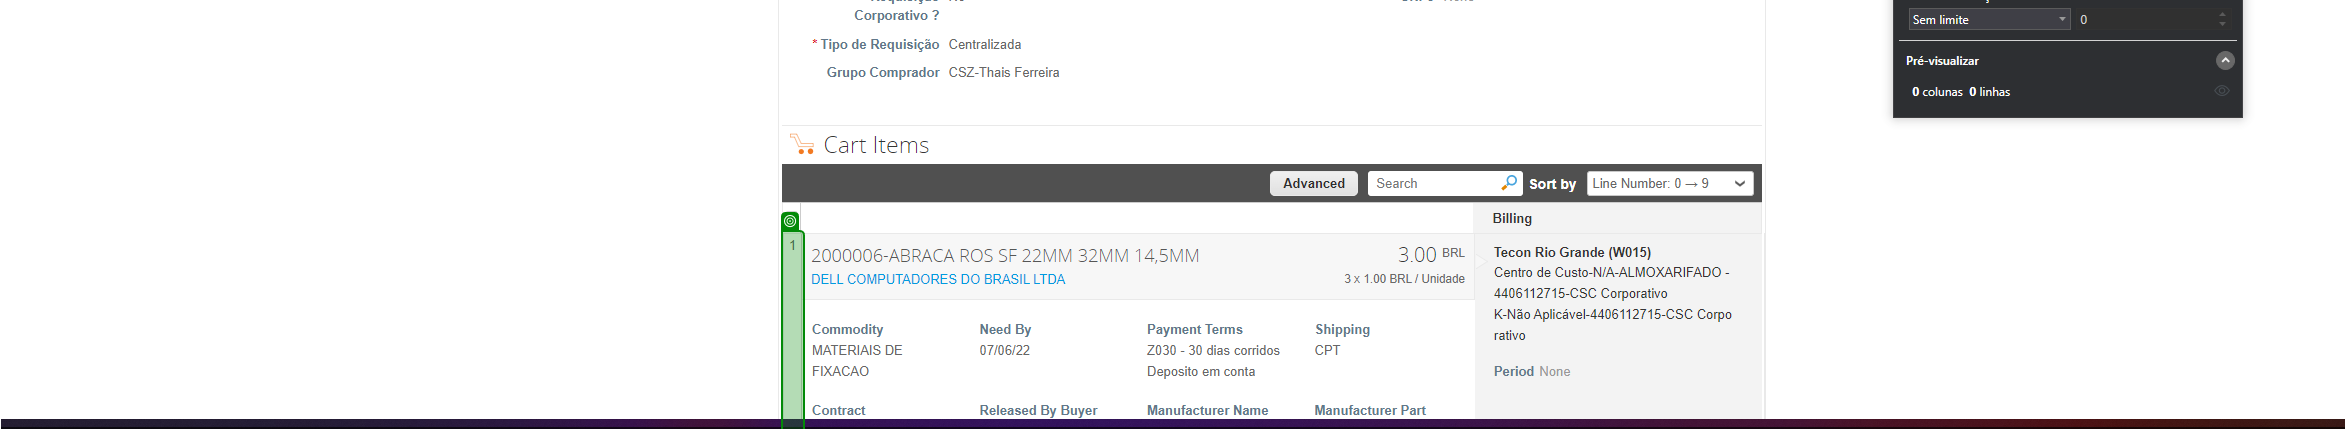 Corporativo ?
* Tipo de Requisição Centralizada
Grupo Comprador CSZ-Thais Ferreira
Sem limite 0
Pré-visualizar
0 colunas 0 linhas
Cart Items
Advanced Search Sort by Line Number: 0 → 9
Billing
1
2000006-ABRACA ROS SF 22MM 32MM 14,5MM 3.00 BRL
DELL COMPUTADORES DO BRASIL LTDA 3 x 1.00 BRL / Unidade
Tecon Rio Grande (W015)
Centro de Custo-N/A-ALMOXARIFADO -
4406112715-CSC Corporativo
K-Não Aplicável-4406112715-CSC Corpo
rativo
Period None
Commodity Need By Payment Terms Shipping
MATERIAIS DE 07/06/22 Z030 - 30 dias corridos CPT
FIXACAO Deposito em conta
Contract Released By Buyer Manufacturer Name Manufacturer Part